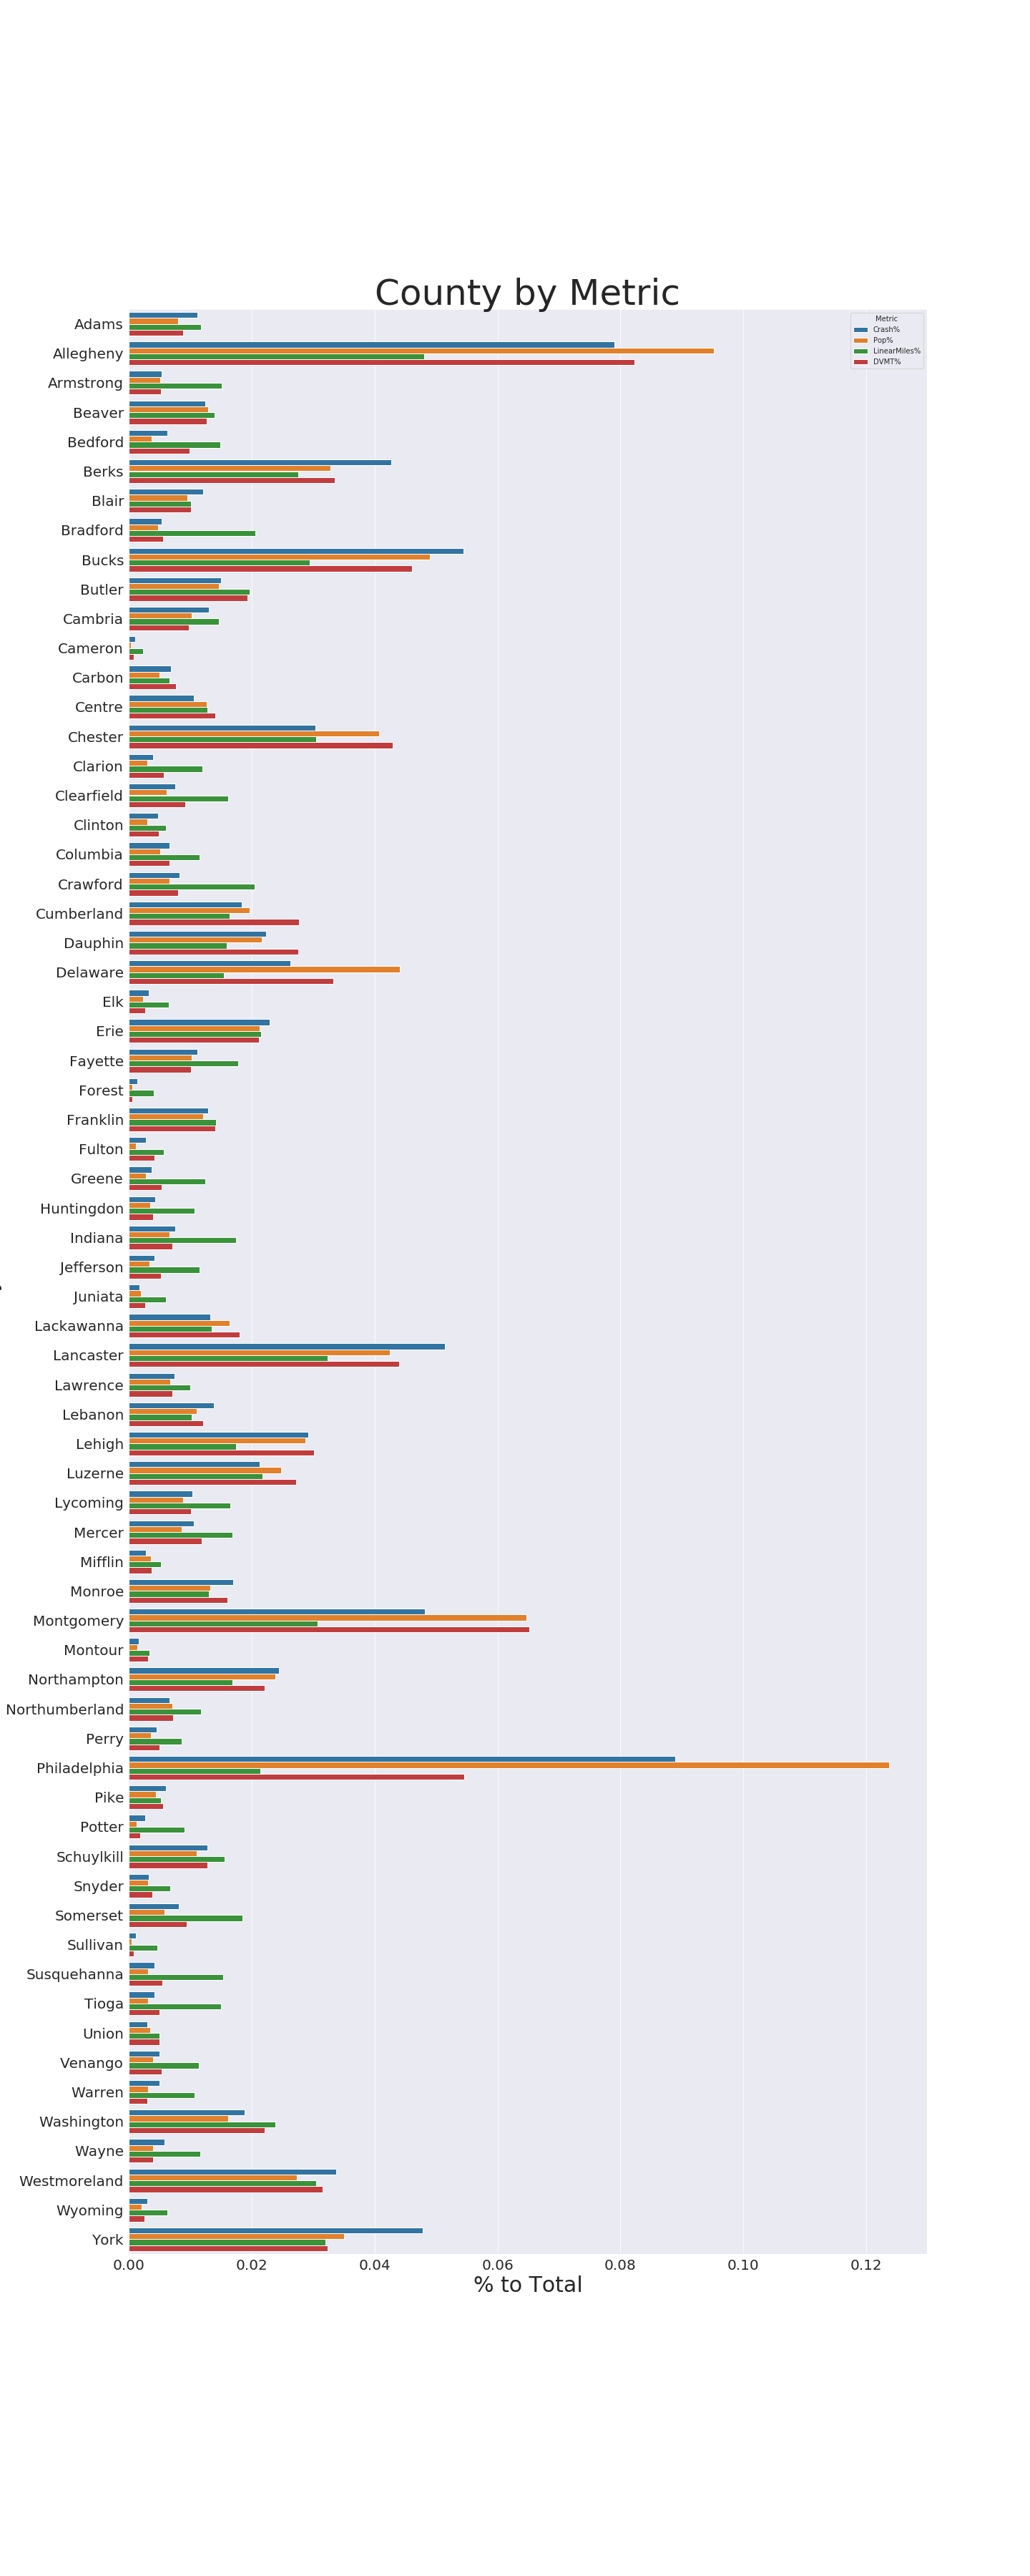 County by Metric
Metric
Crash%
Pop%
LinearMiles%
DVMT%
Adams
Allegheny
Armstrong
Beaver
Bedford
Berks
Blair
Bradford
Bucks
Butler
Cambria
Cameron
Carbon
Centre
Chester
Clarion
Clearfield
Clinton
Columbia
Crawford
Cumberland
Dauphin
Delaware
Elk
Erie
Fayette
Forest
Franklin
Fulton
Greene
Huntingdon
Indiana
Jefferson
Juniata
Lackawanna
Lancaster
Lawrence
Lebanon
Lehigh
Luzerne
Lycoming
Mercer
Mifflin
Monroe
Montgomery
Montour
Northampton
Northumberland
Perry
Philadelphia
Pike
Potter
Schuylkill
Snyder
Somerset
Sullivan
Susquehanna
Tioga
Union
Venango
Warren
Washington
Wayne
Westmoreland
Wyoming
York
0.00 0.02 0.04 0.06 0.08 0.10 0.12
% to Total